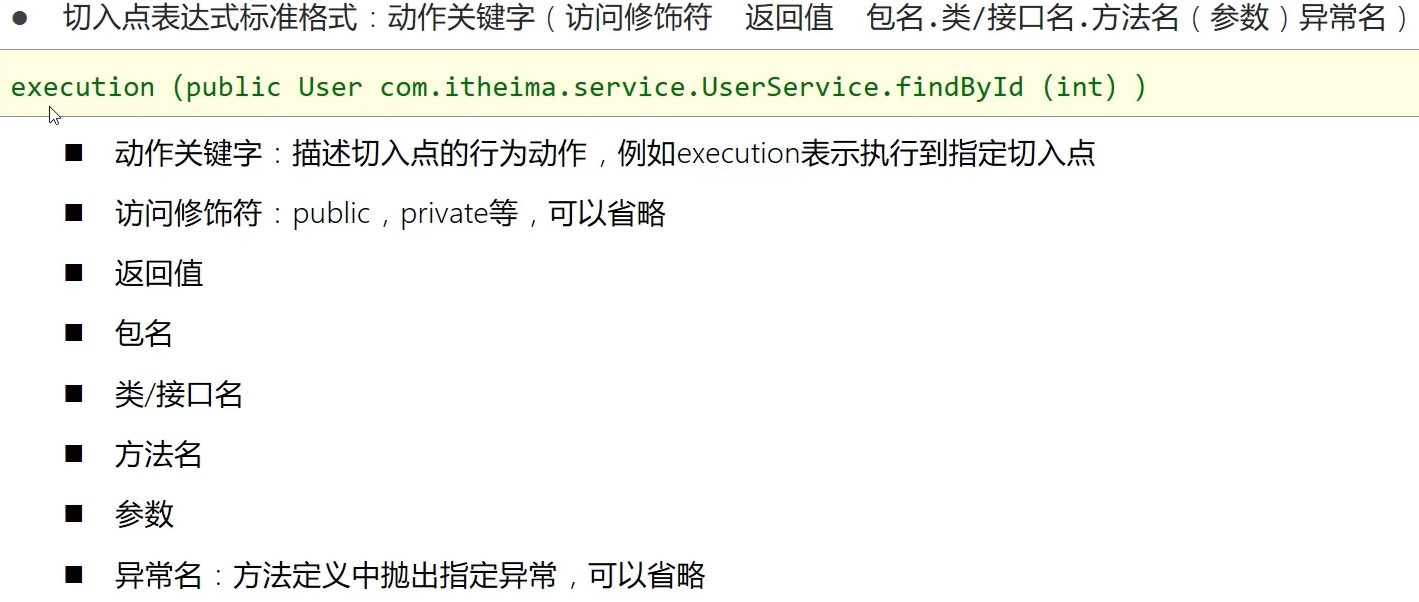 ● 切入点表达式标准格式：动作关键字（访问修饰符 返回值 包名.类/接口名.方法名（参数）异常名）
execution (public User com.itheima.service.UserService.findById (int) )
■ 动作关键字：描述切入点的行为动作，例如execution表示执行到指定切入点
■ 访问修饰符：public，private等，可以省略
■ 返回值
■ 包名
■ 类/接口名
■ 方法名
■ 参数
■ 异常名：方法定义中抛出指定异常，可以省略